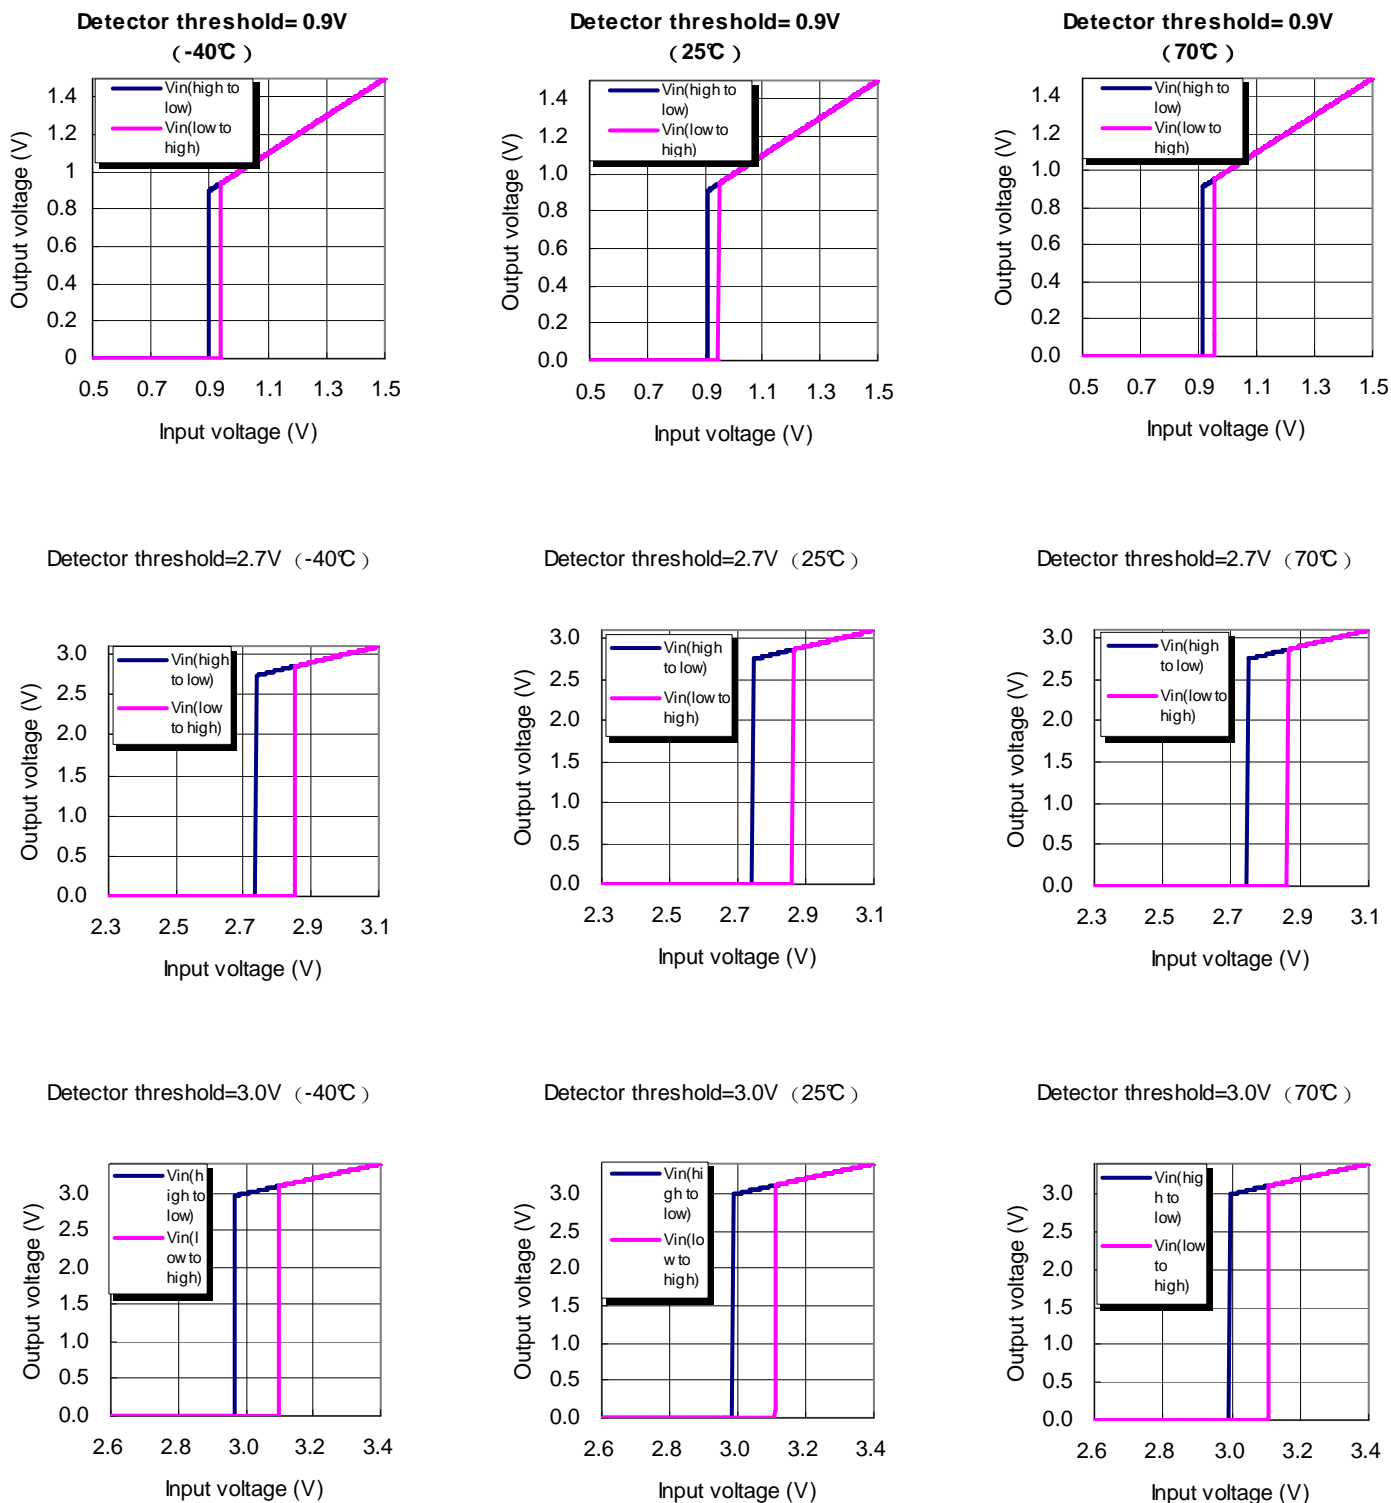 Detector threshold= 0.9V
（-40℃）
Vin(high to
low)
Vin(low to
high)
Output voltage (V)
1.4
1.2
1
0.8
0.6
0.4
0.2
0
0.5 0.7 0.9 1.1 1.3 1.5
Input voltage (V)
Detector threshold= 0.9V
（25℃）
Vin(high to
low)
Vin(low to
high)
Output voltage (V)
1.4
1.2
1.0
0.8
0.6
0.4
0.2
0.0
0.5 0.7 0.9 1.1 1.3 1.5
Input voltage (V)
Detector threshold= 0.9V
（70℃）
Vin(high to
low)
Vin(low to
high)
Output voltage (V)
1.4
1.2
1.0
0.8
0.6
0.4
0.2
0.0
0.5 0.7 0.9 1.1 1.3 1.5
Input voltage (V)
Detector threshold=2.7V（-40℃）
Vin(high
to low)
Vin(low
to high)
Output voltage (V)
3.0
2.5
2.0
1.5
1.0
0.5
0.0
2.3 2.5 2.7 2.9 3.1
Input voltage (V)
Detector threshold=2.7V（25℃）
Vin(high
to low)
Vin(low to
high)
Output voltage (V)
3.0
2.5
2.0
1.5
1.0
0.5
0.0
2.3 2.5 2.7 2.9 3.1
Input voltage (V)
Detector threshold=2.7V（70℃）
Vin(high
to low)
Vin(low to
high)
Output voltage (V)
3.0
2.5
2.0
1.5
1.0
0.5
0.0
2.3 2.5 2.7 2.9 3.1
Input voltage (V)
Detector threshold=3.0V（-40℃）
Vin(h
igh to
low)
Vin(l
ow to
high)
Output voltage (V)
3.0
2.5
2.0
1.5
1.0
0.5
0.0
2.6 2.8 3.0 3.2 3.4
Input voltage (V)
Detector threshold=3.0V（25℃）
Vin(hi
gh to
low)
Vin(lo
w to
high)
Output voltage (V)
3.0
2.5
2.0
1.5
1.0
0.5
0.0
2.6 2.8 3.0 3.2 3.4
Input voltage (V)
Detector threshold=3.0V（70℃）
Vin(hig
h to
low)
Vin(low
to
high)
Output voltage (V)
3.0
2.5
2.0
1.5
1.0
0.5
0.0
2.6 2.8 3.0 3.2 3.4
Input voltage (V)